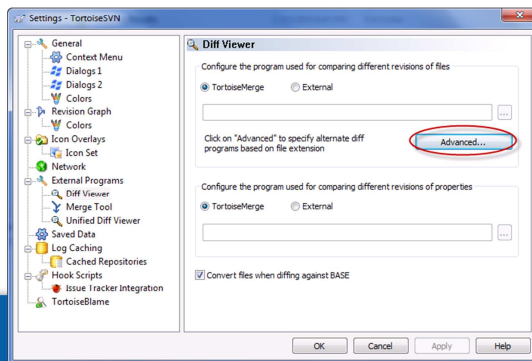 Settings - TortoiseSVN
General
Context Menu
Dialogs 1
Dialogs 2
Colors
Revision Graph
Colors
Icon Overlays
Icon Set
Network
External Programs
Diff Viewer
Merge Tool
Unified Diff Viewer
Saved Data
Log Caching
Cached Repositories
Hook Scripts
Issue Tracker Integration
TortoiseBlame
Diff Viewer
Configure the program used for comparing different revisions of files
TortoiseMerge External
...
Click on "Advanced" to specify alternate diff
programs based on file extension
Advanced...
Configure the program used for comparing different revisions of properties
TortoiseMerge External
...
Convert files when diffing against BASE
OK Cancel Apply Help